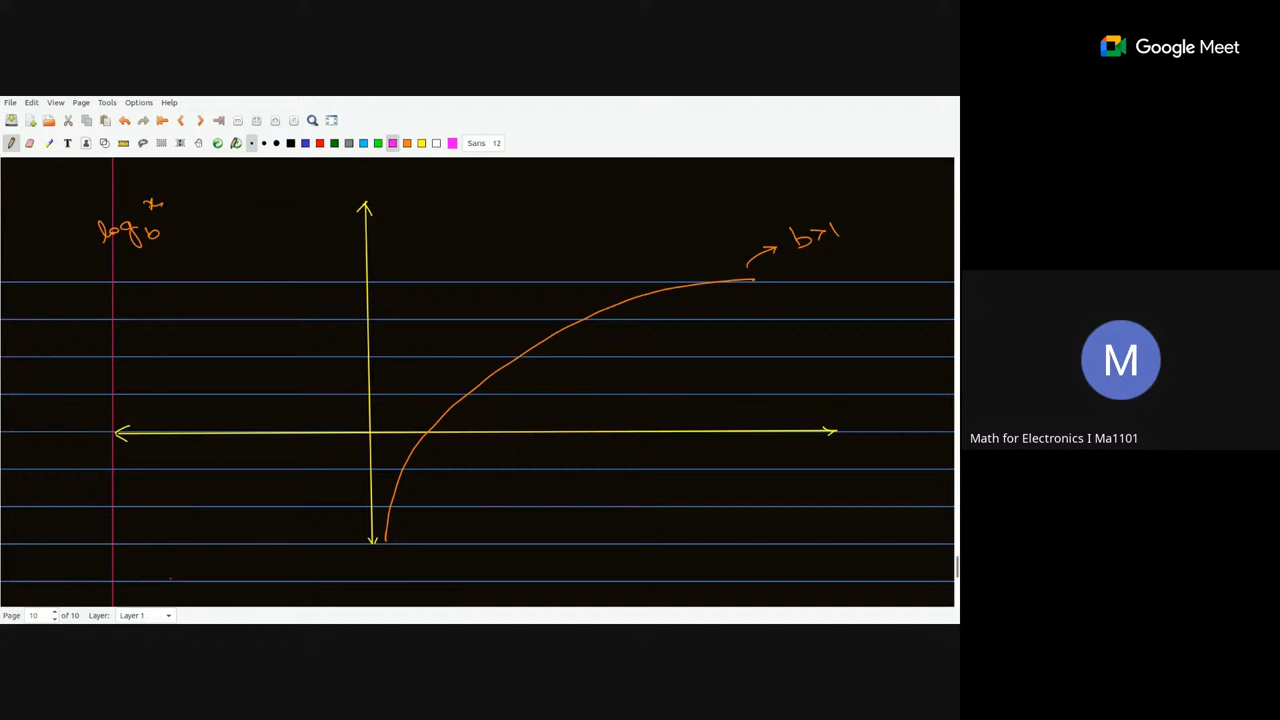 Google Meet
File Edit View Page Tools Options Help
Sans 12
log_b^x
b>1
M
Math for Electronics I Ma1101
Page 10 of 10 Layer: Layer 1